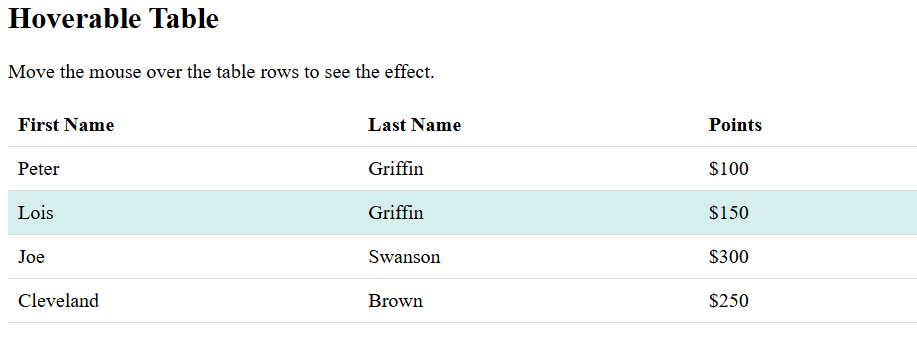 Hoverable Table
Move the mouse over the table rows to see the effect.
First Name Last Name Points
Peter Griffin $100
Lois Griffin $150
Joe Swanson $300
Cleveland Brown $250